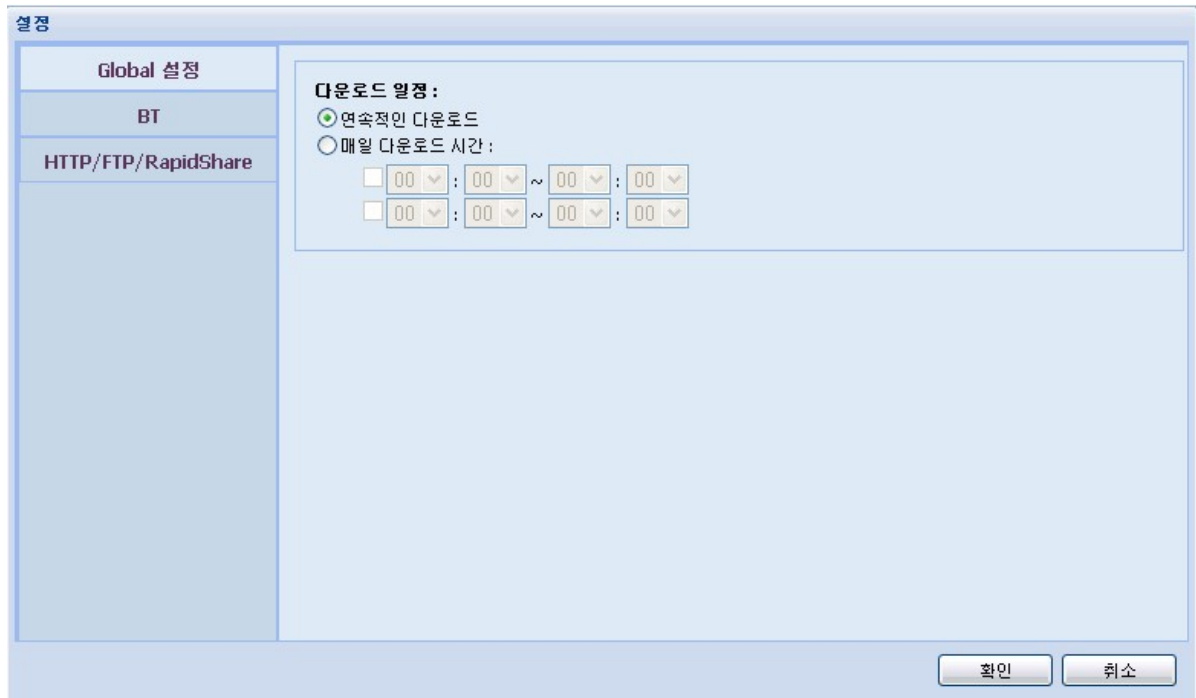 설정
Global 설정
BT
HTTP/FTP/RapidShare
다운로드 일정 :
연속적인 다운로드
매일 다운로드 시간 :
00 : 00 ~ 00 : 00
00 : 00 ~ 00 : 00
확인 취소